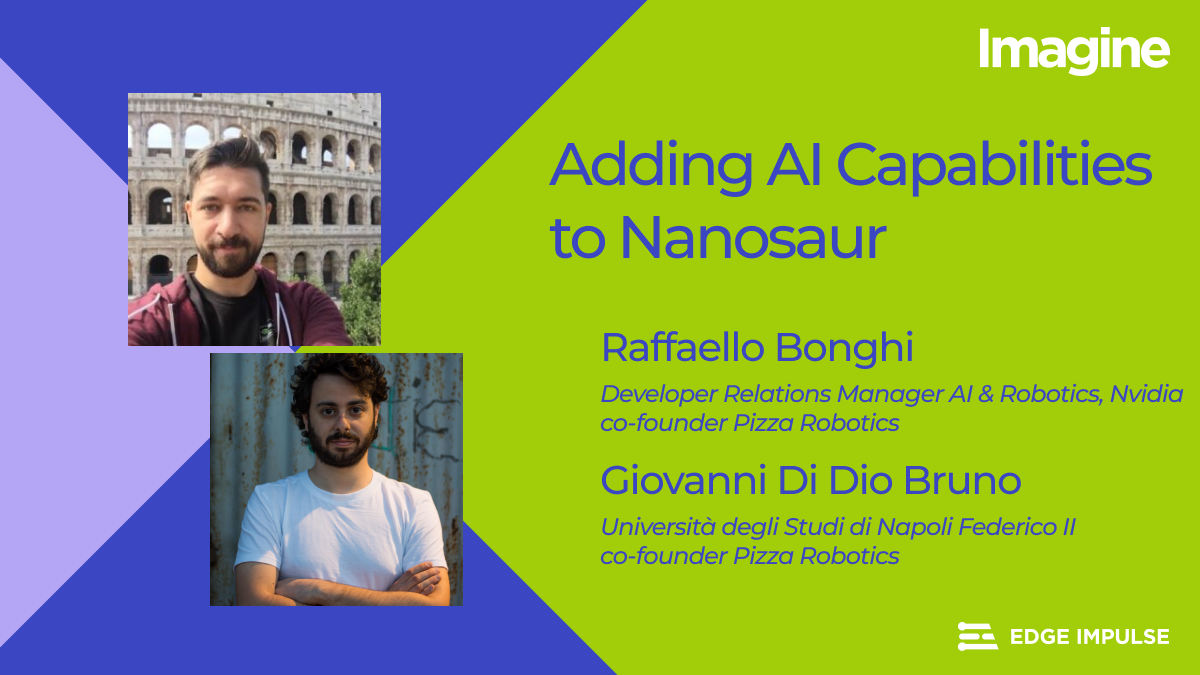 Imagine
Adding AI Capabilities
to Nanosaur
Raffaello Bonghi
Developer Relations Manager AI & Robotics, Nvidia
co-founder Pizza Robotics
Giovanni Di Dio Bruno
Università degli Studi di Napoli Federico II
co-founder Pizza Robotics
EDGE IMPULSE